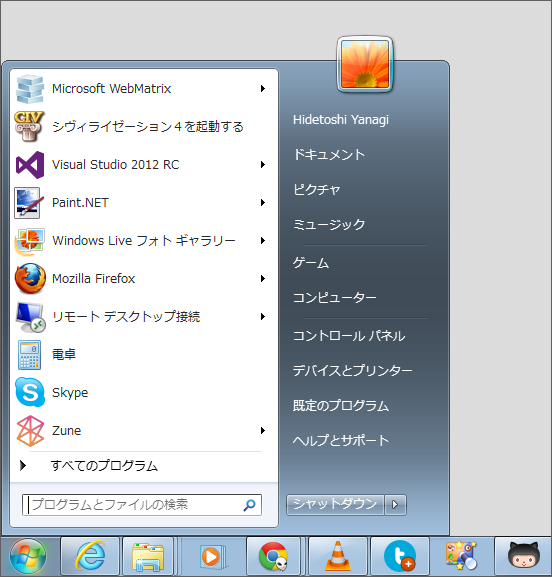 Microsoft WebMatrix
CIV
シヴィライゼーション４を起動する
Visual Studio 2012 RC
Paint.NET
Windows Live フォト ギャラリー
Mozilla Firefox
リモート デスクトップ接続
電卓
Skype
Zune
すべてのプログラム
プログラムとファイルの検索
Hidetoshi Yanagi
ドキュメント
ピクチャ
ミュージック
ゲーム
コンピューター
コントロール パネル
デバイスとプリンター
既定のプログラム
ヘルプとサポート
シャットダウン